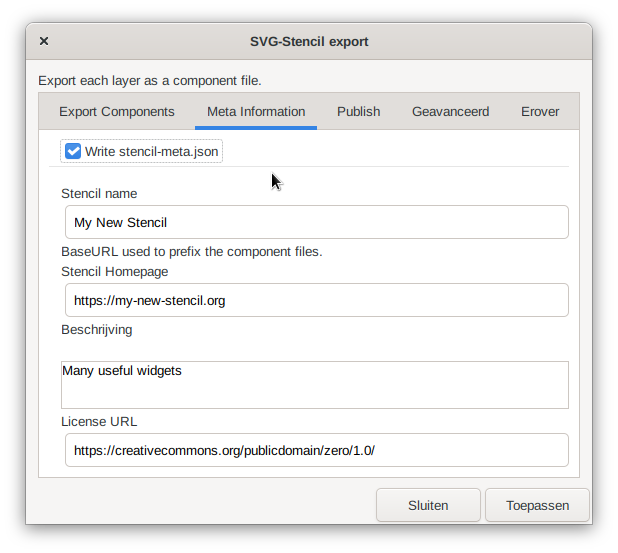 SVG-Stencil export
Export each layer as a component file.
Export Components Meta Information Publish Geavanceerd Erover
Write stencil-meta.json
Stencil name
My New Stencil
BaseURL used to prefix the component files.
Stencil Homepage
https://my-new-stencil.org
Beschrijving
Many useful widgets
License URL
https://creativecommons.org/publicdomain/zero/1.0/
Sluiten Toepassen